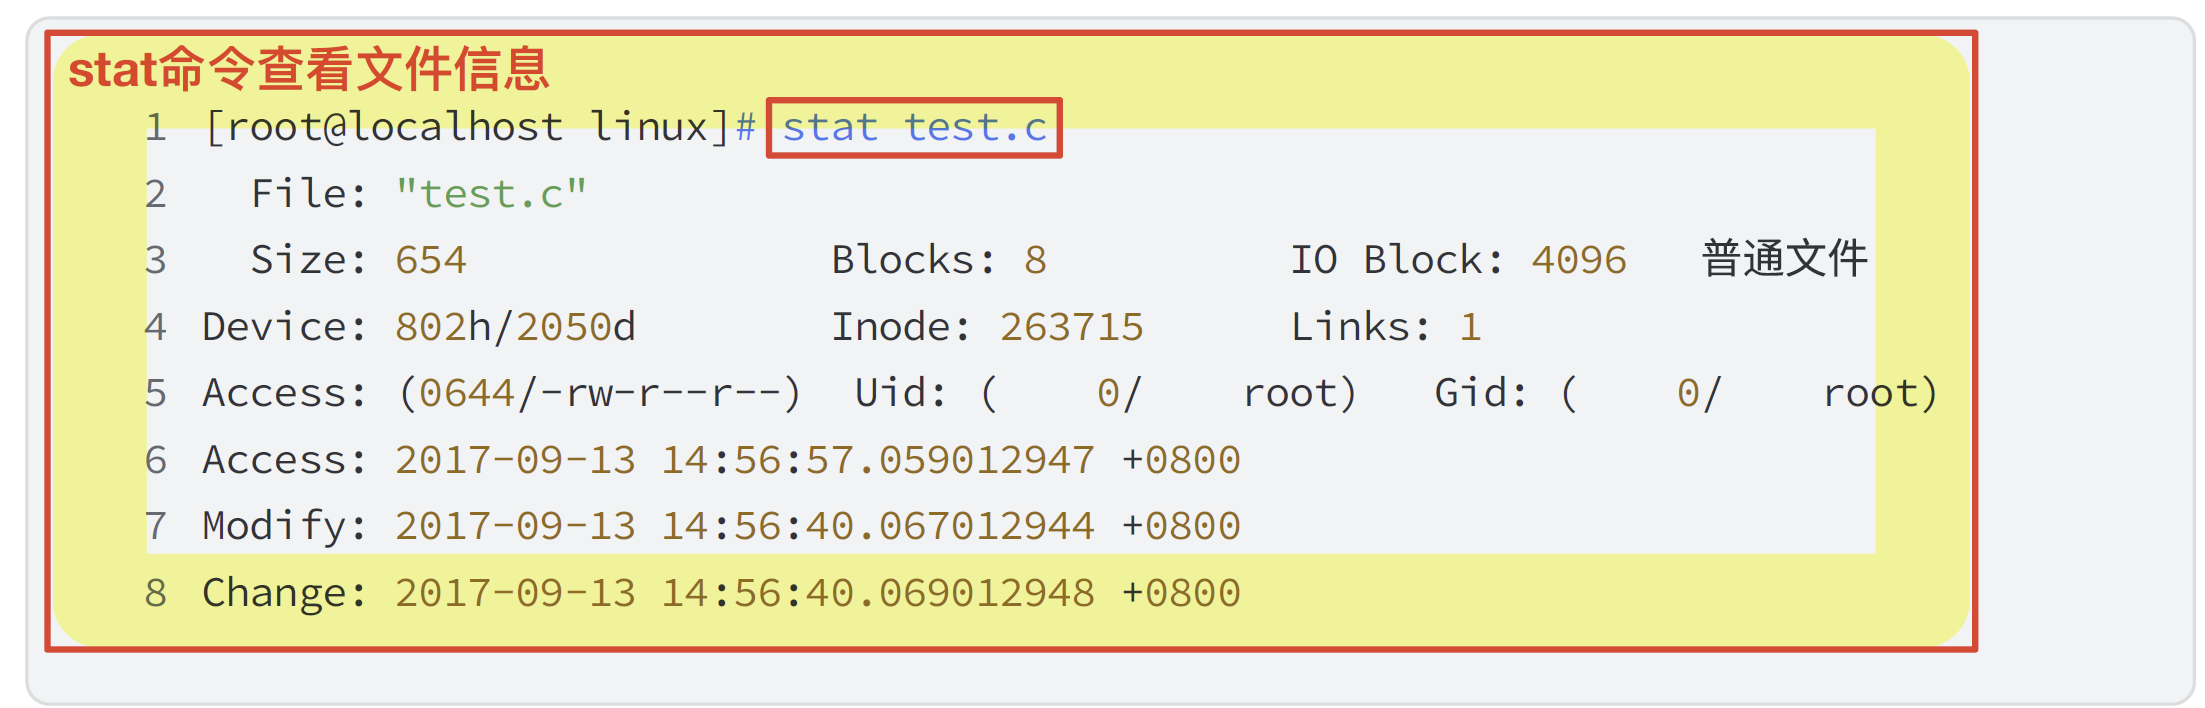 stat命令查看文件信息
1 [root@localhost linux]# stat test.c
2   File: "test.c"
3   Size: 654               Blocks: 8          IO Block: 4096   普通文件
4 Device: 802h/2050d        Inode: 263715      Links: 1
5 Access: (0644/-rw-r--r--)  Uid: (    0/    root)   Gid: (    0/    root)
6 Access: 2017-09-13 14:56:57.059012947 +0800
7 Modify: 2017-09-13 14:56:40.067012944 +0800
8 Change: 2017-09-13 14:56:40.069012948 +0800